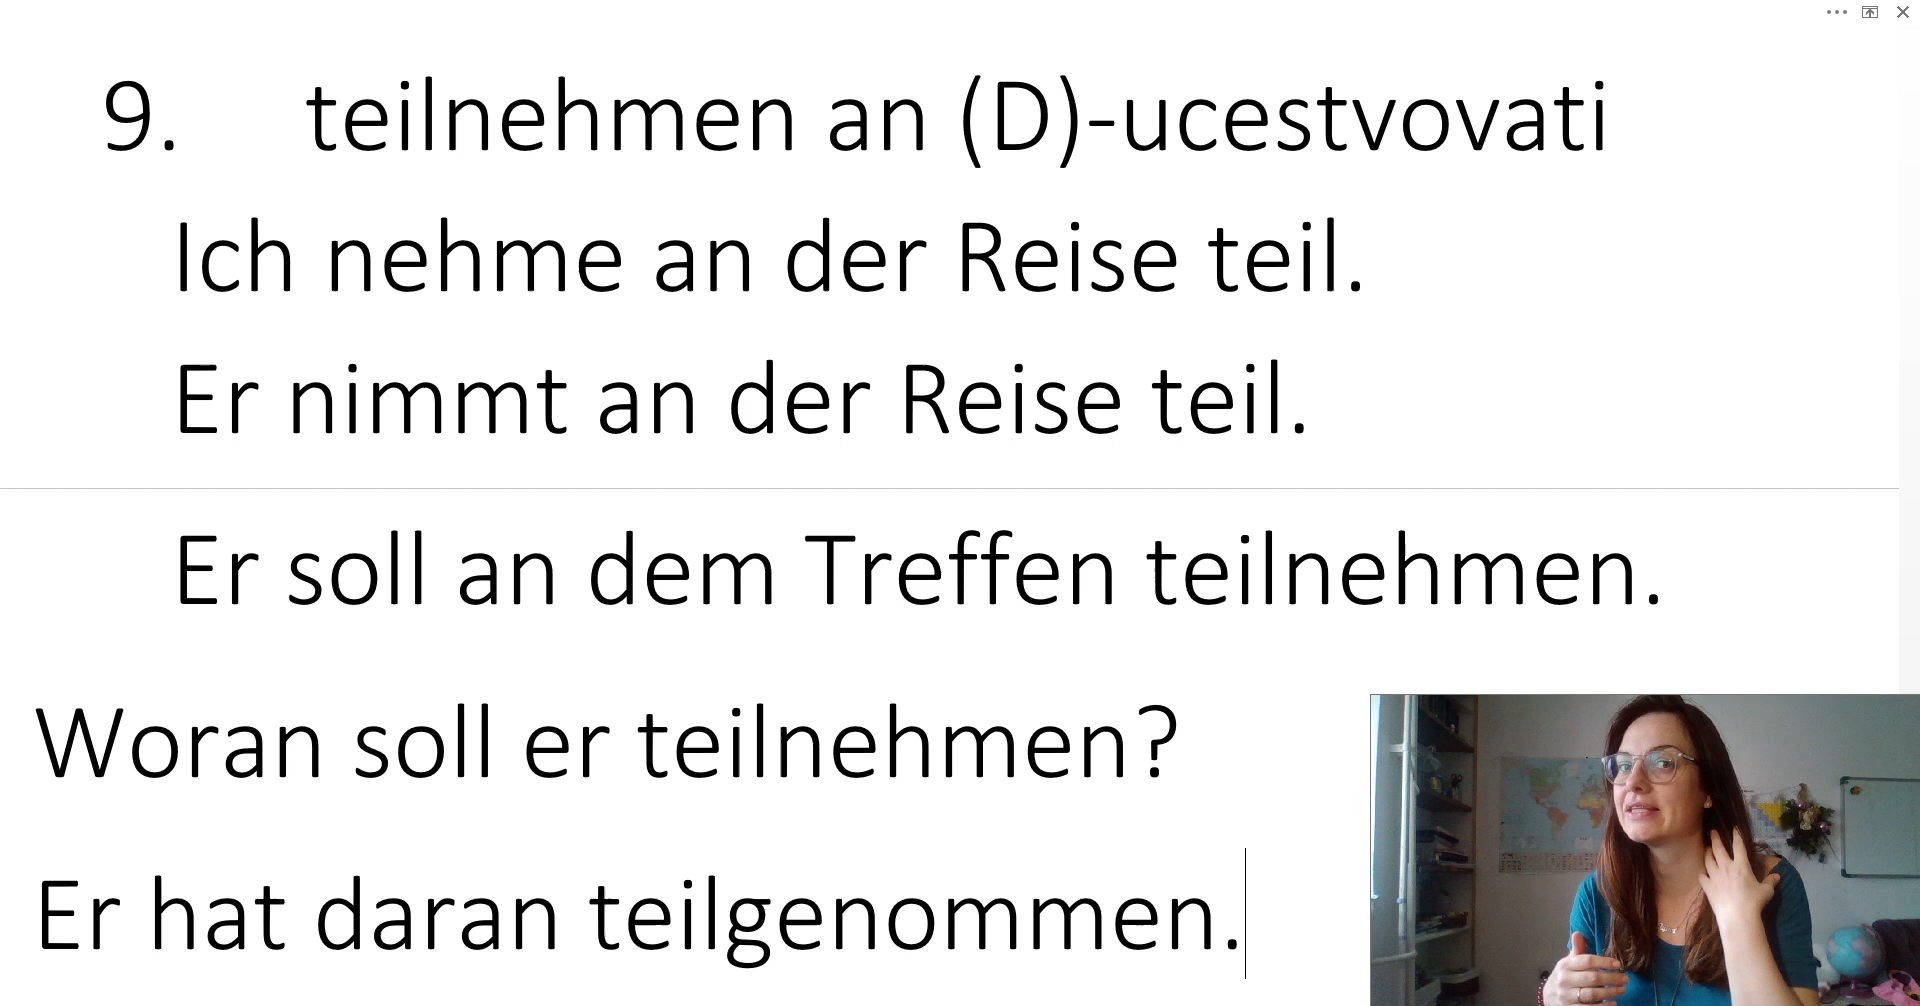 9. teilnehmen an (D)-ucestvovati
Ich nehme an der Reise teil.
Er nimmt an der Reise teil.
Er soll an dem Treffen teilnehmen.
Woran soll er teilnehmen?
Er hat daran teilgenommen.